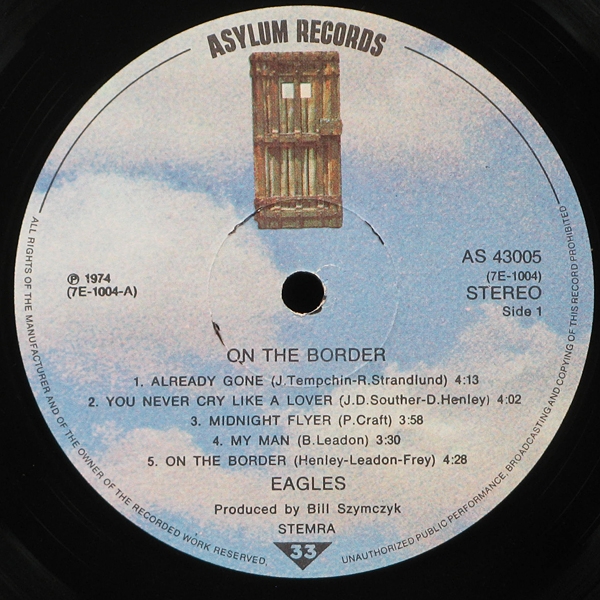 ASYLUM RECORDS
℗ 1974
(7E-1004-A)
AS 43005
(7E-1004)
STEREO
Side 1
ON THE BORDER
1. ALREADY GONE (J.Tempchin-R.Strandlund) 4:13
2. YOU NEVER CRY LIKE A LOVER (J.D.Souther-D.Henley) 4:02
3. MIDNIGHT FLYER (P.Craft) 3:58
4. MY MAN (B.Leadon) 3:30
5. ON THE BORDER (Henley-Leadon-Frey) 4:28
EAGLES
Produced by Bill Szymczyk
STEMRA
33
ALL RIGHTS OF THE MANUFACTURER AND OF THE OWNER OF THE RECORDED WORK RESERVED.
UNAUTHORIZED PUBLIC PERFORMANCE, BROADCASTING AND COPYING OF THIS RECORD PROHIBITED